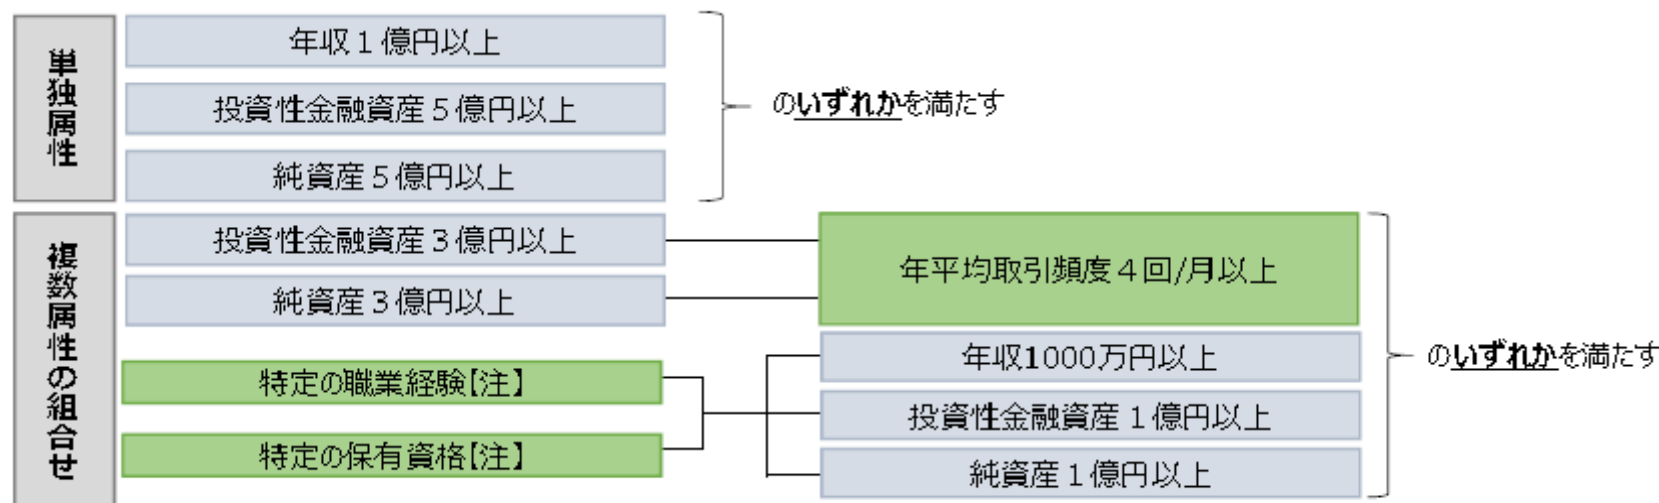 単独属性
年収１億円以上
投資性金融資産５億円以上
純資産５億円以上
のいずれかを満たす
複数属性の組合せ
投資性金融資産３億円以上
純資産３億円以上
年平均取引頻度４回/月以上
特定の職業経験【注】
特定の保有資格【注】
年収1000万円以上
投資性金融資産１億円以上
純資産１億円以上
のいずれかを満たす